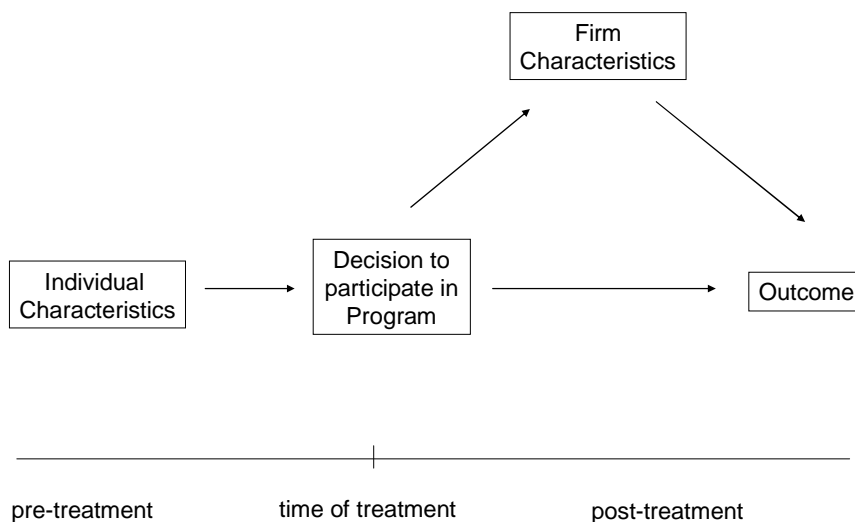 Firm
Characteristics
Individual
Characteristics
Decision to
participate in
Program
Outcome
pre-treatment
time of treatment
post-treatment